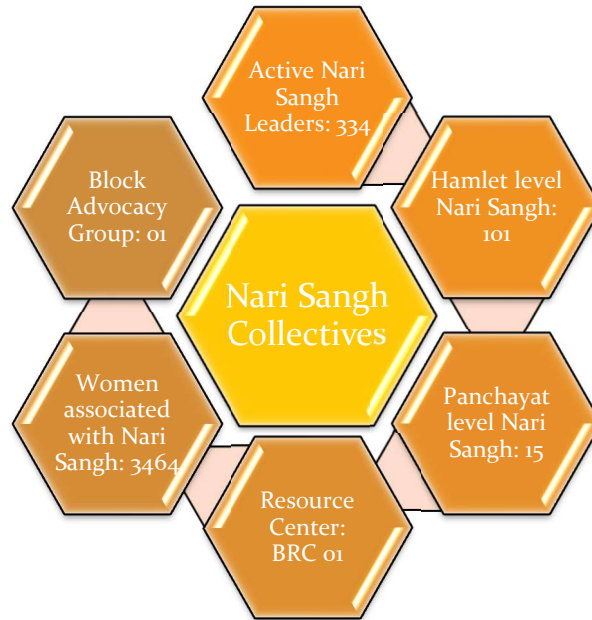 Active Nari
Sangh
Leaders: 334
Hamlet level
Nari Sangh:
101
Panchayat
level Nari
Sangh: 15
Resource
Center:
BRC 01
Women
associated
with Nari
Sangh: 3464
Block
Advocacy
Group: 01
Nari Sangh
Collectives